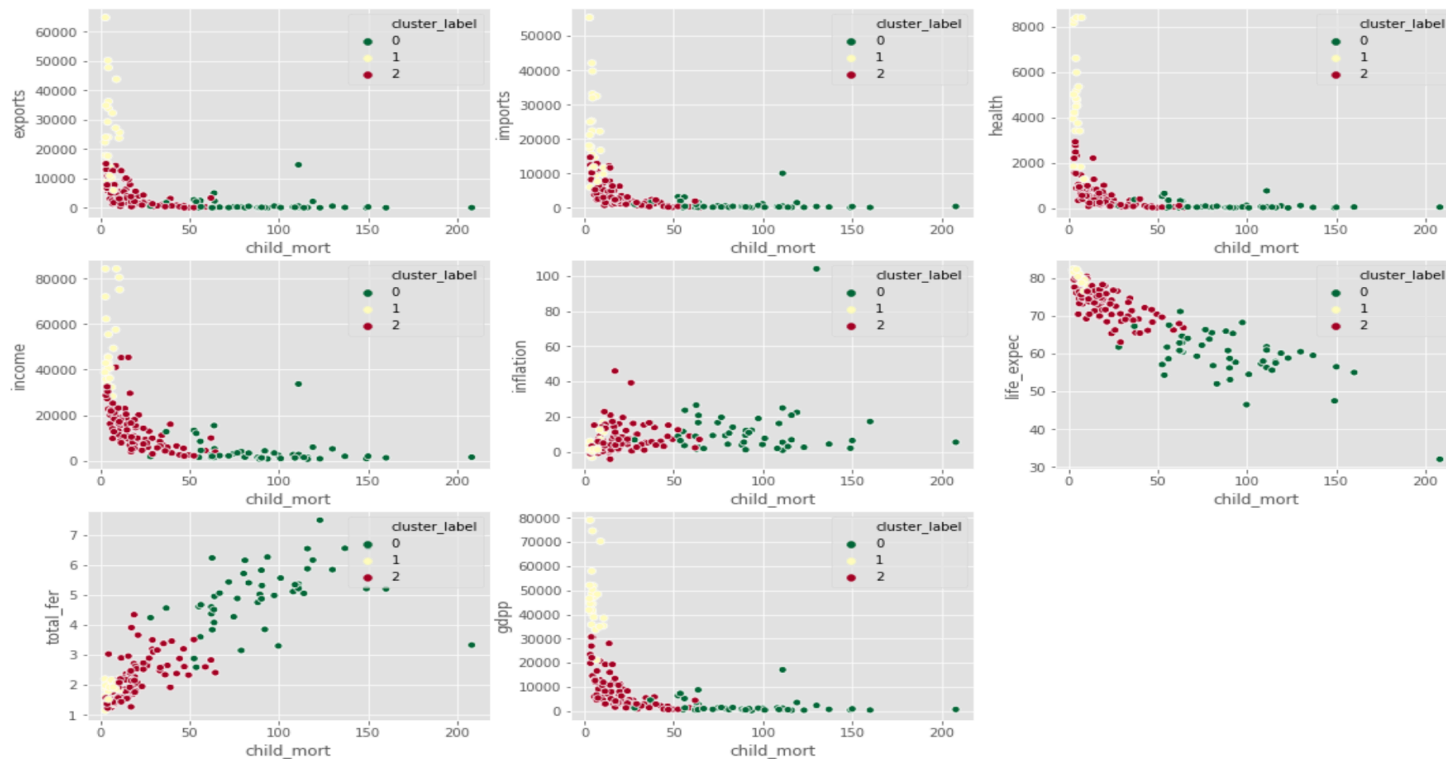 cluster_label
0
1
2
60000
50000
40000
30000
20000
10000
0
exports
0 50 100 150 200
child_mort
cluster_label
0
1
2
50000
40000
30000
20000
10000
0
imports
0 50 100 150 200
child_mort
cluster_label
0
1
2
8000
6000
4000
2000
0
health
0 50 100 150 200
child_mort
cluster_label
0
1
2
80000
60000
40000
20000
0
income
0 50 100 150 200
child_mort
cluster_label
0
1
2
100
80
60
40
20
0
inflation
0 50 100 150 200
child_mort
cluster_label
0
1
2
80
70
60
50
40
30
life_expec
0 50 100 150 200
child_mort
cluster_label
0
1
2
7
6
5
4
3
2
1
total_fer
0 50 100 150 200
child_mort
cluster_label
0
1
2
80000
70000
60000
50000
40000
30000
20000
10000
0
gdpp
0 50 100 150 200
child_mort